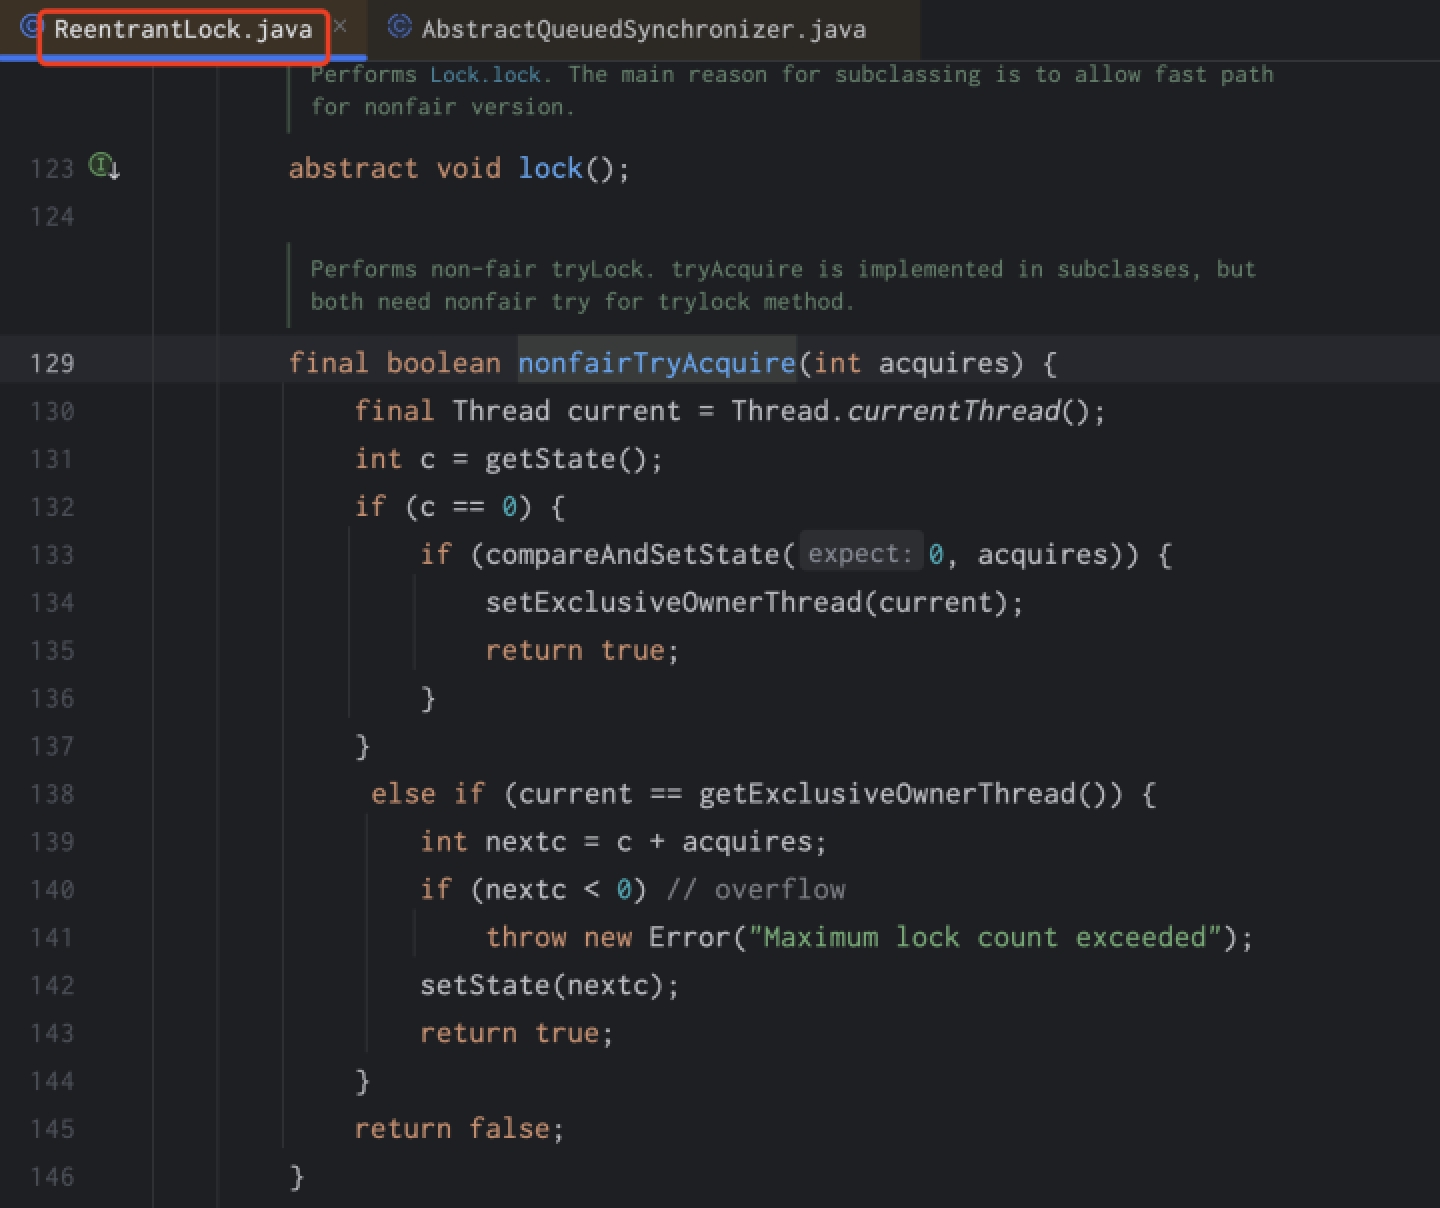 ReentrantLock.java × AbstractQueuedSynchronizer.java
Performs Lock.lock. The main reason for subclassing is to allow fast path
for nonfair version.
123 abstract void lock();
124
Performs non-fair tryLock. tryAcquire is implemented in subclasses, but
both need nonfair try for trylock method.
129 final boolean nonfairTryAcquire(int acquires) {
130 final Thread current = Thread.currentThread();
131 int c = getState();
132 if (c == 0) {
133 if (compareAndSetState( expect: 0, acquires)) {
134 setExclusiveOwnerThread(current);
135 return true;
136 }
137 }
138 else if (current == getExclusiveOwnerThread()) {
139 int nextc = c + acquires;
140 if (nextc < 0) // overflow
141 throw new Error("Maximum lock count exceeded");
142 setState(nextc);
143 return true;
144 }
145 return false;
146 }